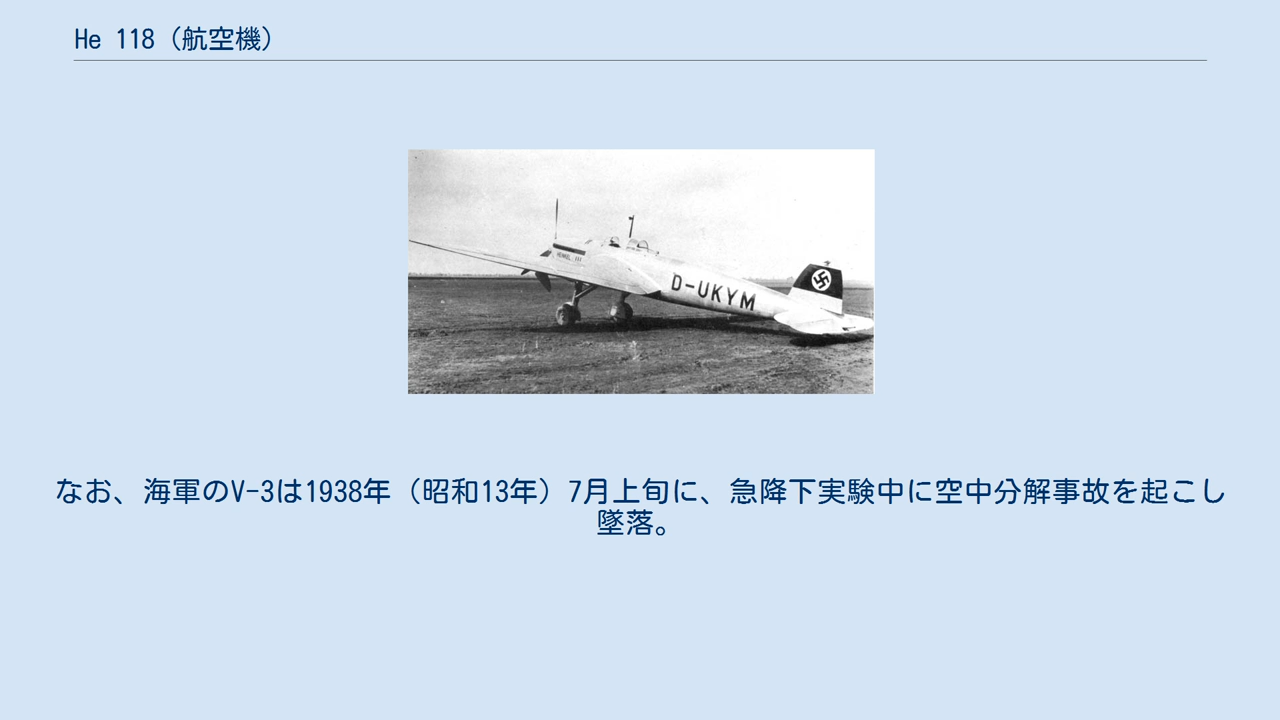 He 118（航空機）
D-UKYM
なお、海軍のV-3は1938年（昭和13年）7月上旬に、急降下実験中に空中分解事故を起こし
墜落。